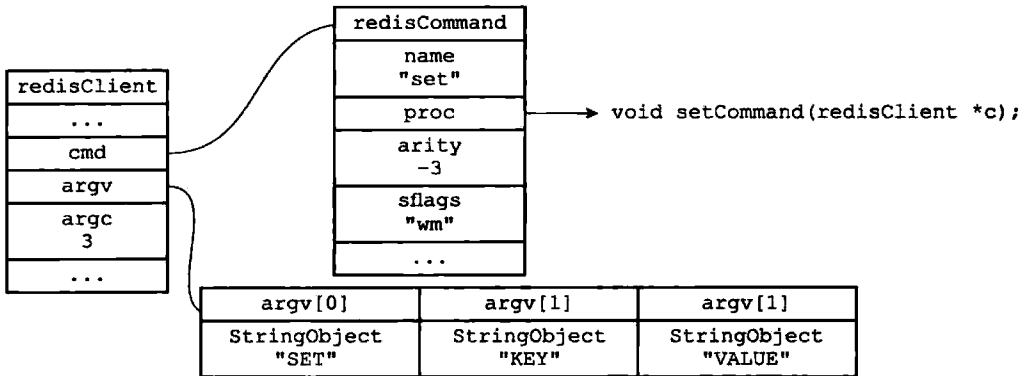 redisClient
...
cmd
argv
argc
3
...
redisCommand
name
"set"
proc
arity
-3
sflags
"wm"
...
void setCommand(redisClient *c);
argv[0] argv[1] argv[1]
StringObject StringObject StringObject
"SET" "KEY" "VALUE"